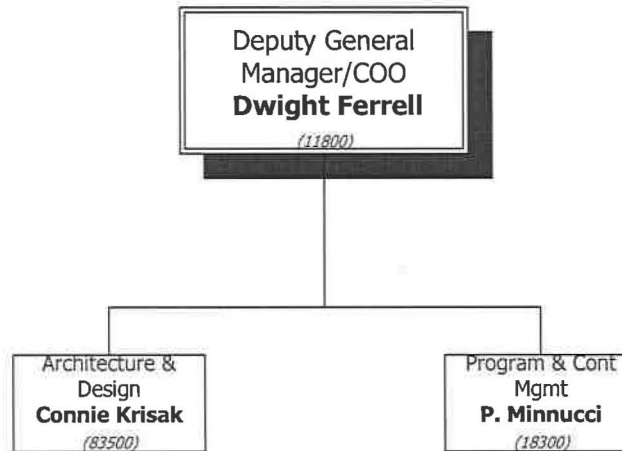 Deputy General
Manager/COO
Dwight Ferrell
(11800)
Architecture &
Design
Connie Krisak
(83500)
Program & Cont
Mgmt
P. Minnucci
(18300)